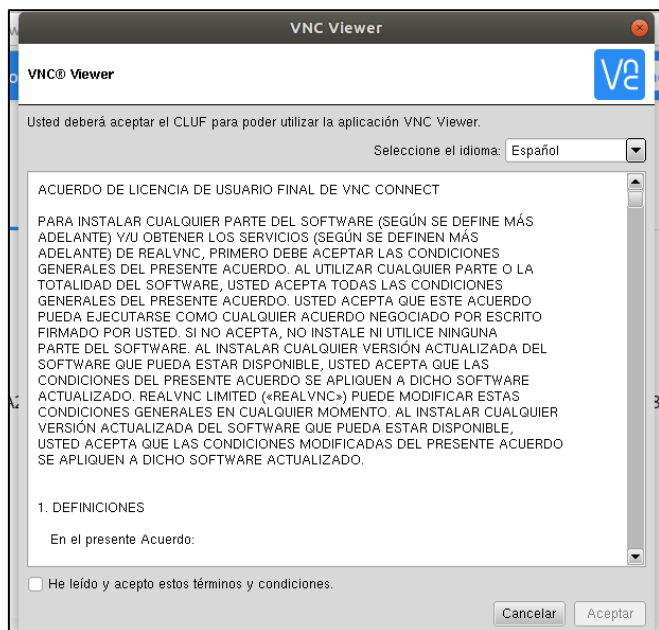 VNC Viewer
VNC® Viewer
Usted deberá aceptar el CLUF para poder utilizar la aplicación VNC Viewer.
Seleccione el idioma: Español
ACUERDO DE LICENCIA DE USUARIO FINAL DE VNC CONNECT
PARA INSTALAR CUALQUIER PARTE DEL SOFTWARE (SEGÚN SE DEFINE MÁS
ADELANTE) Y/U OBTENER LOS SERVICIOS (SEGÚN SE DEFINEN MÁS
ADELANTE) DE REALVNC, PRIMERO DEBE ACEPTAR LAS CONDICIONES
GENERALES DEL PRESENTE ACUERDO. AL UTILIZAR CUALQUIER PARTE O LA
TOTALIDAD DEL SOFTWARE, USTED ACEPTA TODAS LAS CONDICIONES
GENERALES DEL PRESENTE ACUERDO. USTED ACEPTA QUE ESTE ACUERDO
PUEDA EJECUTARSE COMO CUALQUIER ACUERDO NEGOCIADO POR ESCRITO
FIRMADO POR USTED. SI NO ACEPTA, NO INSTALE NI UTILICE NINGUNA
PARTE DEL SOFTWARE. AL INSTALAR CUALQUIER VERSIÓN ACTUALIZADA DEL
SOFTWARE QUE PUEDA ESTAR DISPONIBLE, USTED ACEPTA QUE LAS
CONDICIONES DEL PRESENTE ACUERDO SE APLIQUEN A DICHO SOFTWARE
ACTUALIZADO. REALVNC LIMITED («REALVNC») PUEDE MODIFICAR ESTAS
CONDICIONES GENERALES EN CUALQUIER MOMENTO. AL INSTALAR CUALQUIER
VERSIÓN ACTUALIZADA DEL SOFTWARE QUE PUEDA ESTAR DISPONIBLE,
USTED ACEPTA QUE LAS CONDICIONES MODIFICADAS DEL PRESENTE ACUERDO
SE APLIQUEN A DICHO SOFTWARE ACTUALIZADO.
1. DEFINICIONES
En el presente Acuerdo:
He leído y acepto estos términos y condiciones.
Cancelar Aceptar